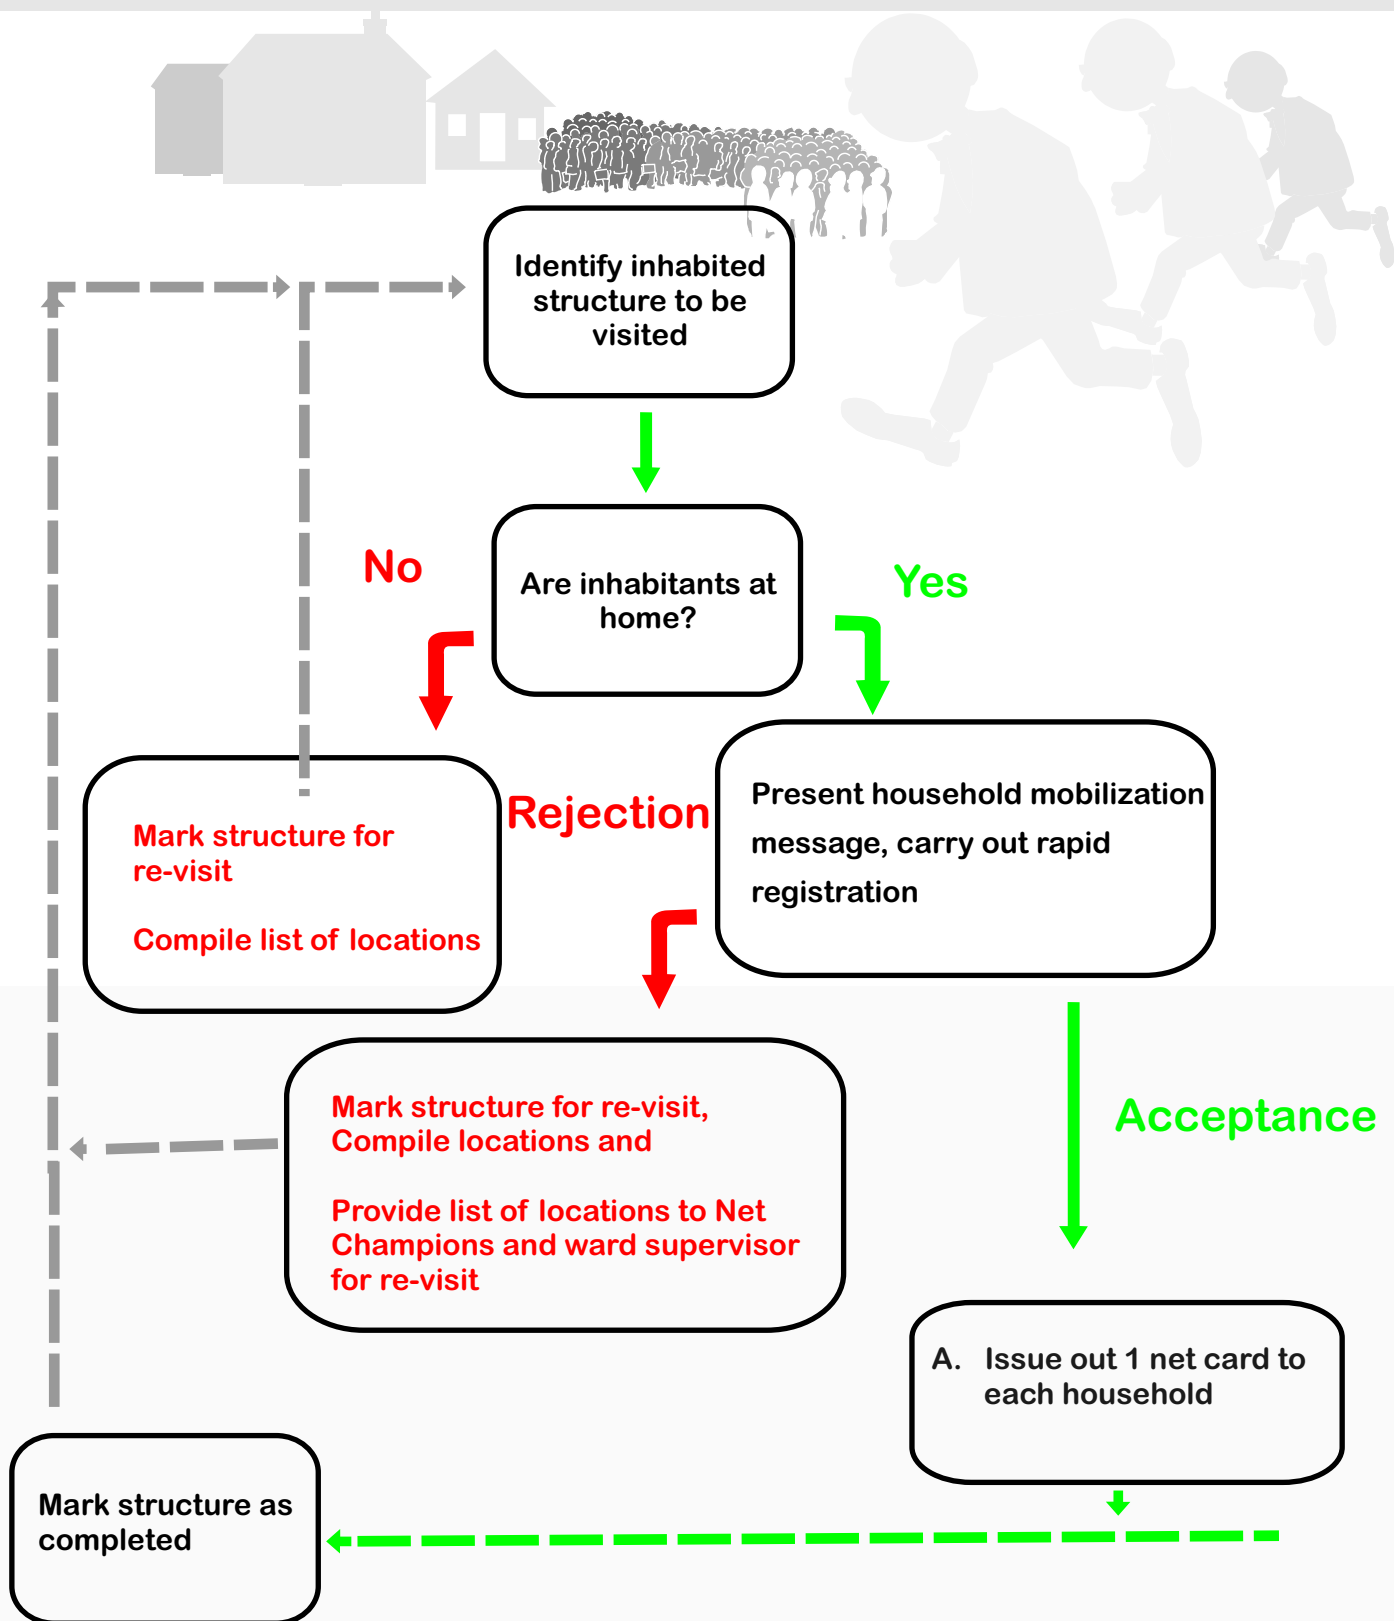 Identify inhabited
structure to be
visited
No
Are inhabitants at
home?
Yes
Mark structure for
re-visit
Compile list of locations
Rejection
Present household mobilization
message, carry out rapid
registration
Mark structure for re-visit,
Compile locations and
Provide list of locations to Net
Champions and ward supervisor
for re-visit
Acceptance
A. Issue out 1 net card to
each household
Mark structure as
completed